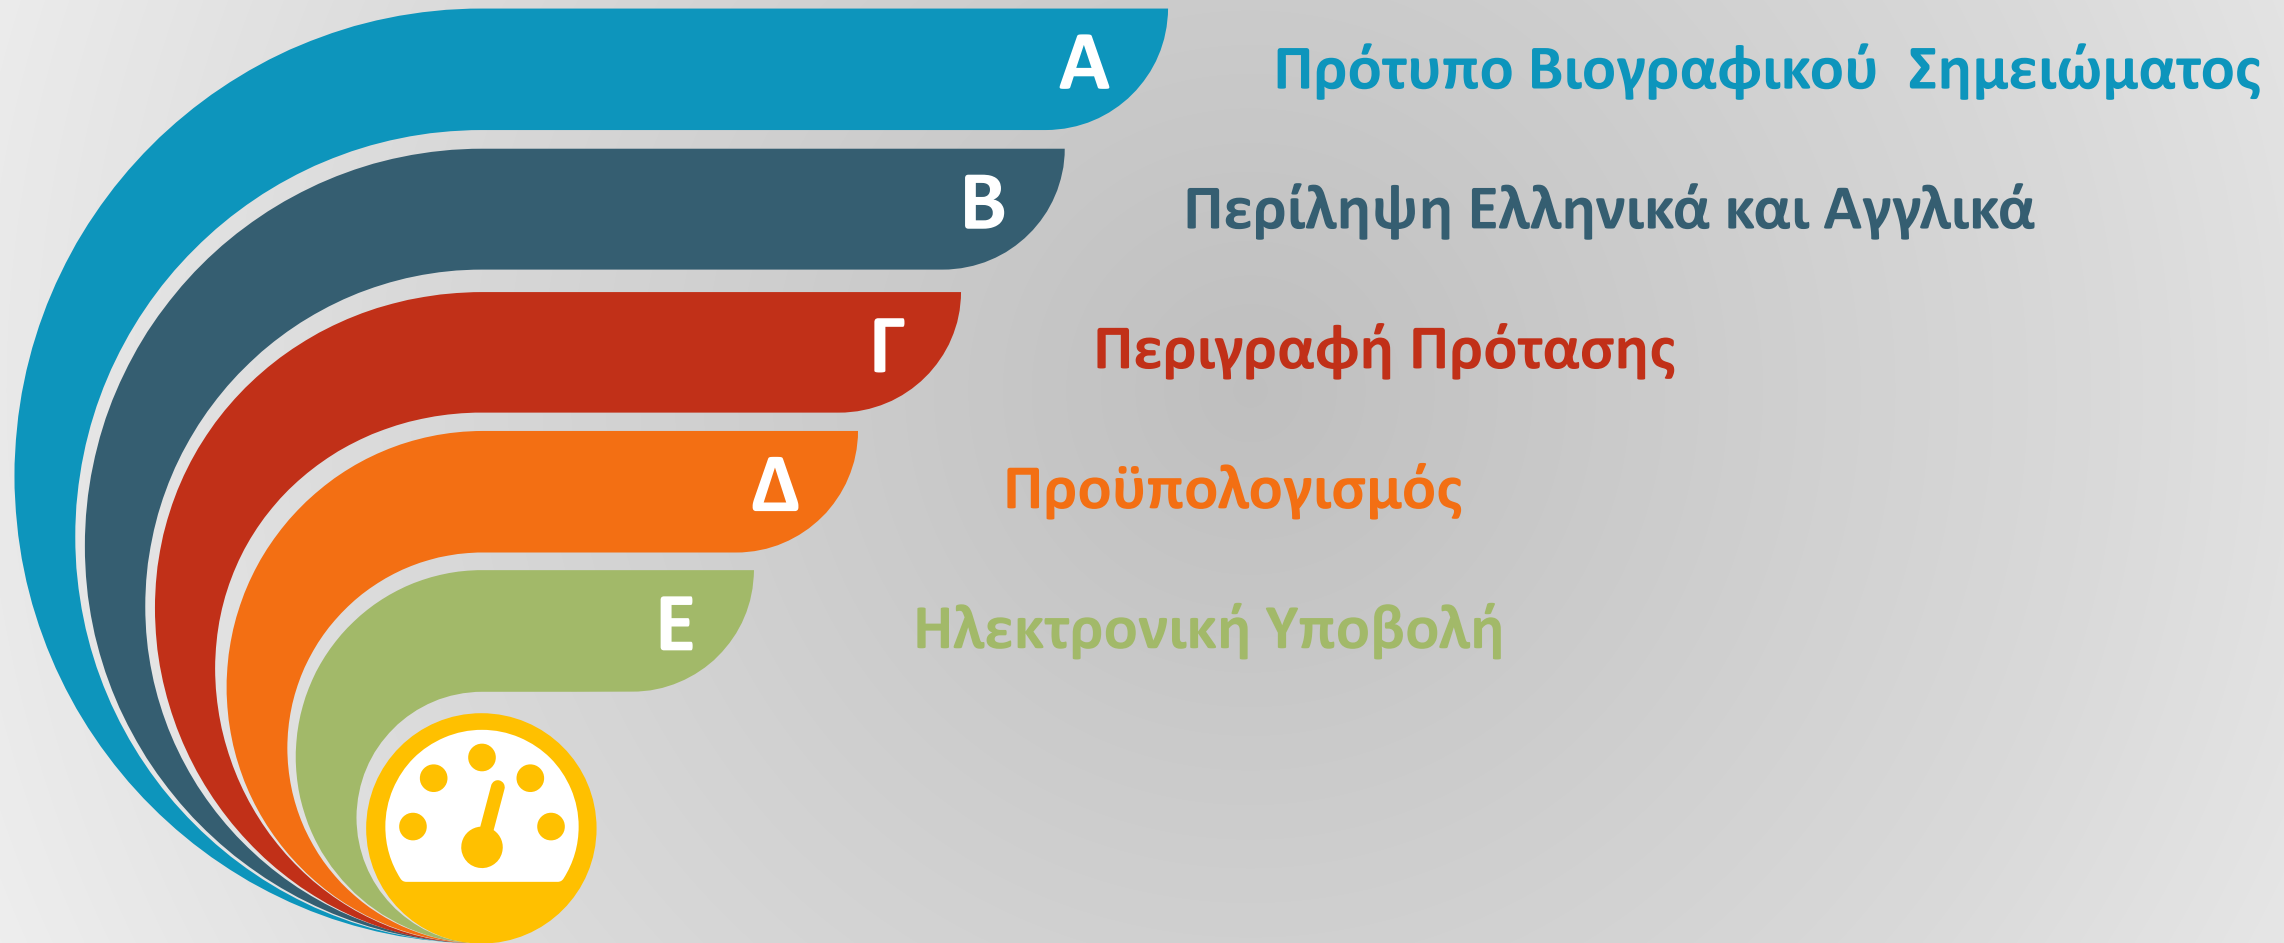 Α Πρότυπο Βιογραφικού Σημειώματος
Β Περίληψη Ελληνικά και Αγγλικά
Γ Περιγραφή Πρότασης
Δ Προϋπολογισμός
Ε Ηλεκτρονική Υποβολή